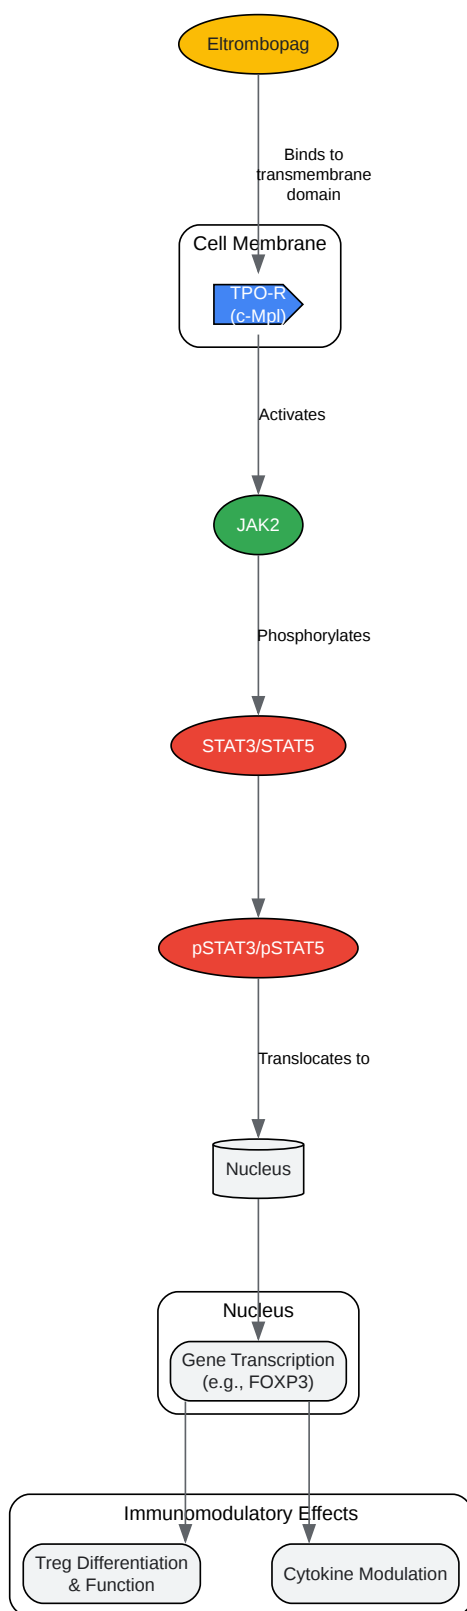 Eltrombopag
Binds to
transmembrane
domain
Cell Membrane
TPO-R
(c-Mpl)
Activates
JAK2
Phosphorylates
STAT3/STAT5
pSTAT3/pSTAT5
Translocates to
Nucleus
Nucleus
Gene Transcription
(e.g., FOXP3)
Immunomodulatory Effects
Treg Differentiation
& Function
Cytokine Modulation